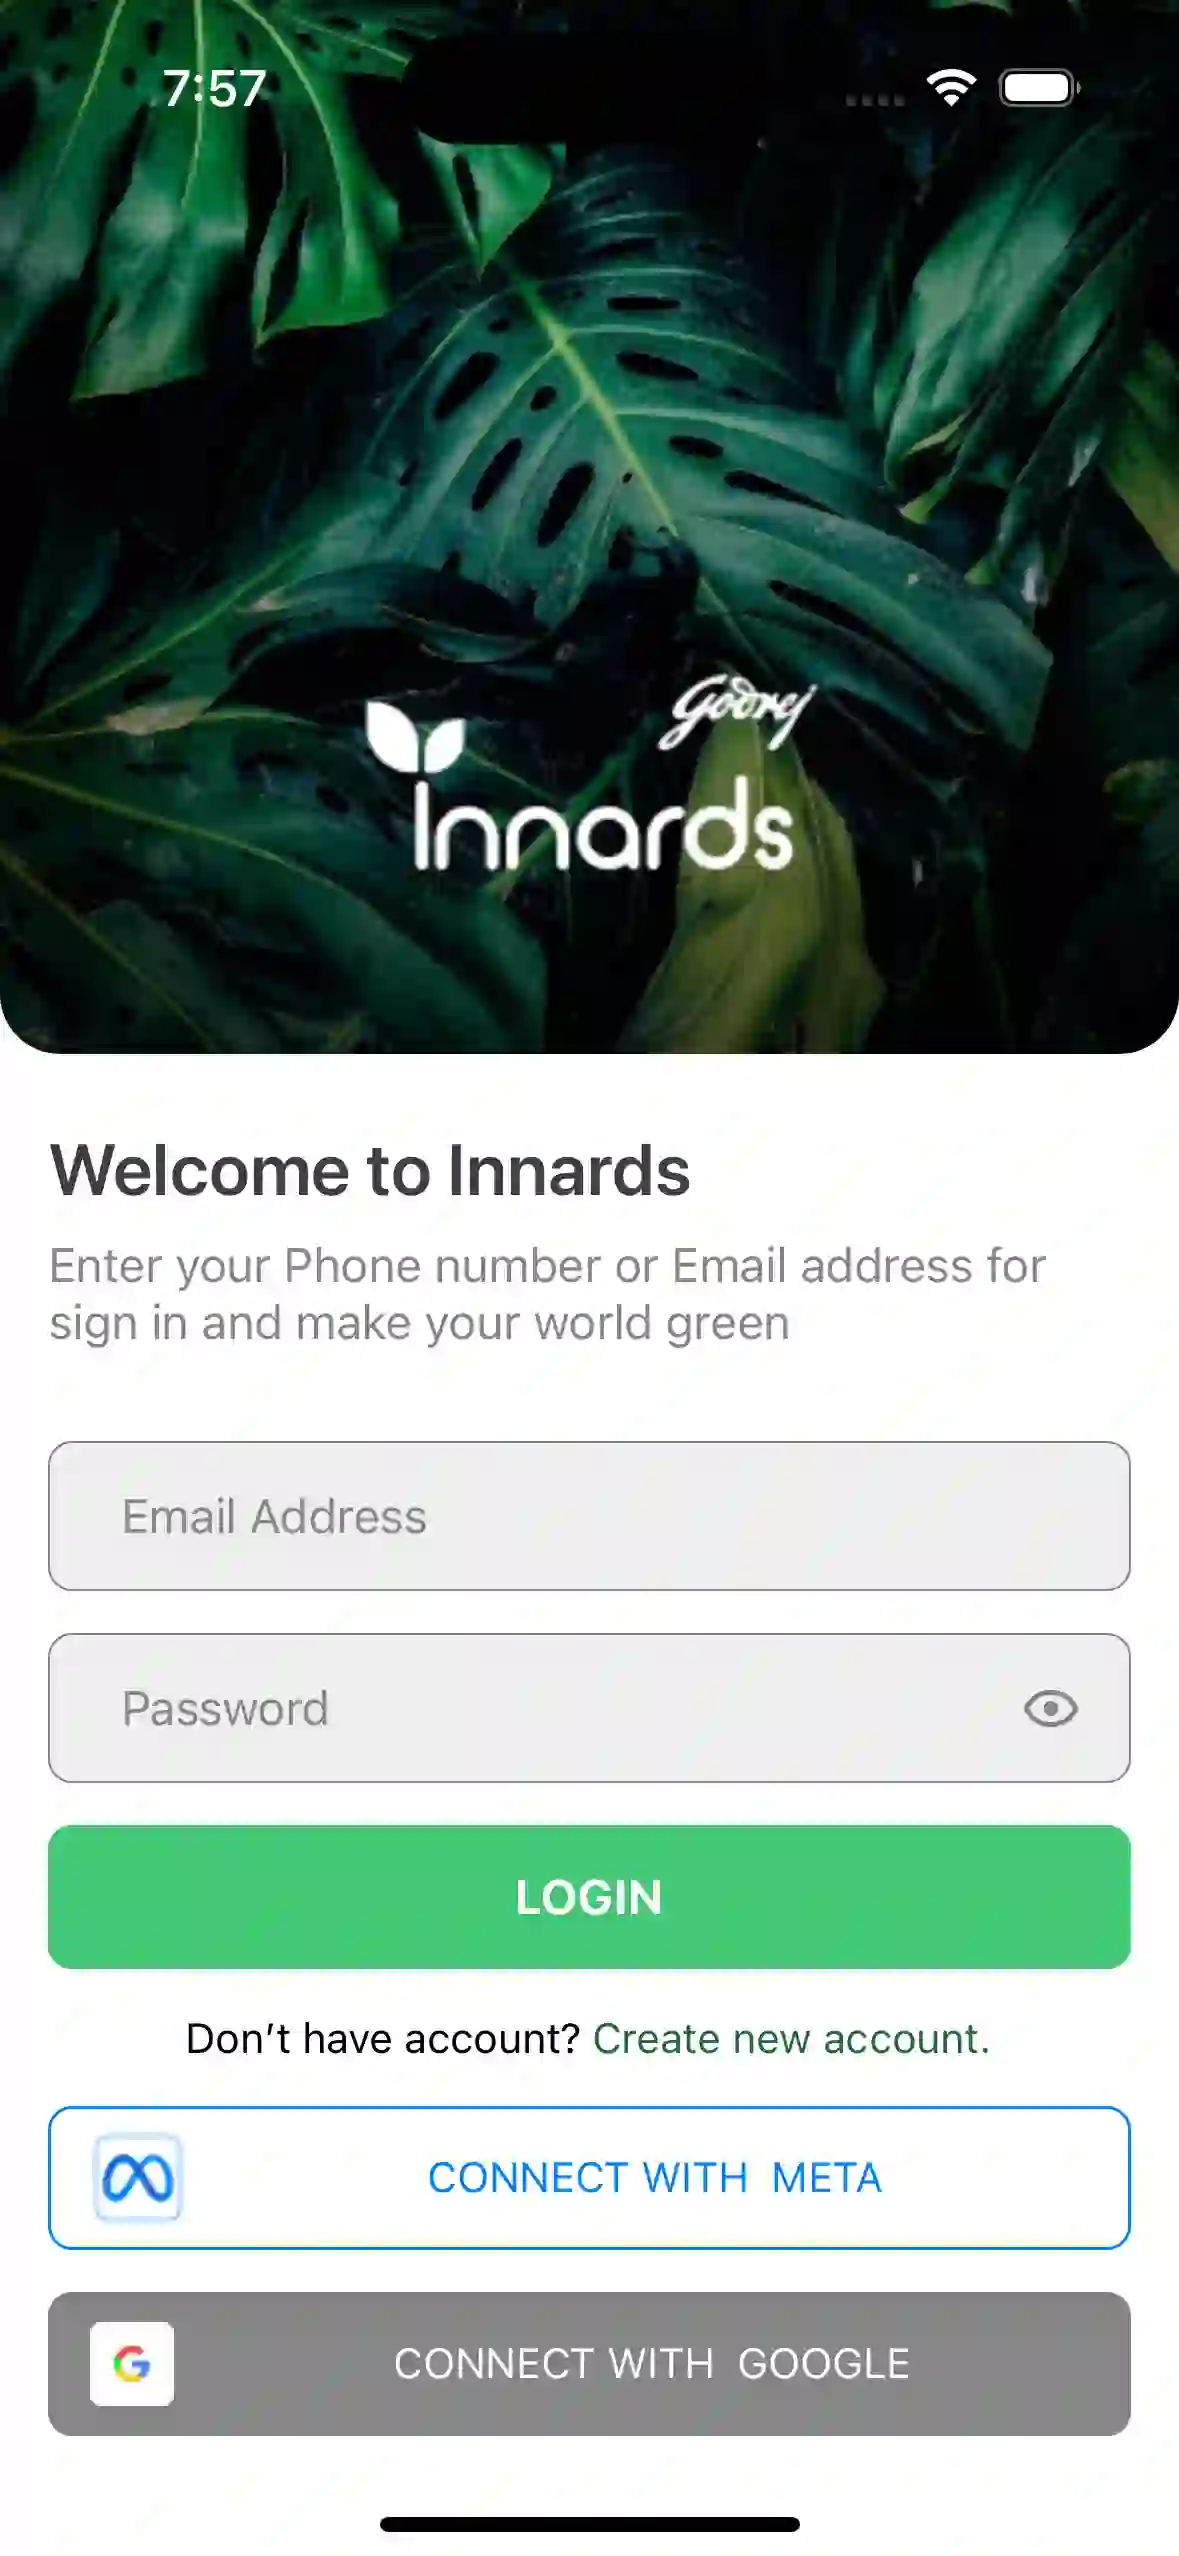 7:57
Godrej
Innards
Welcome to Innards
Enter your Phone number or Email address for
sign in and make your world green
Email Address
Password
LOGIN
Don't have account? Create new account.
CONNECT WITH  META
CONNECT WITH  GOOGLE